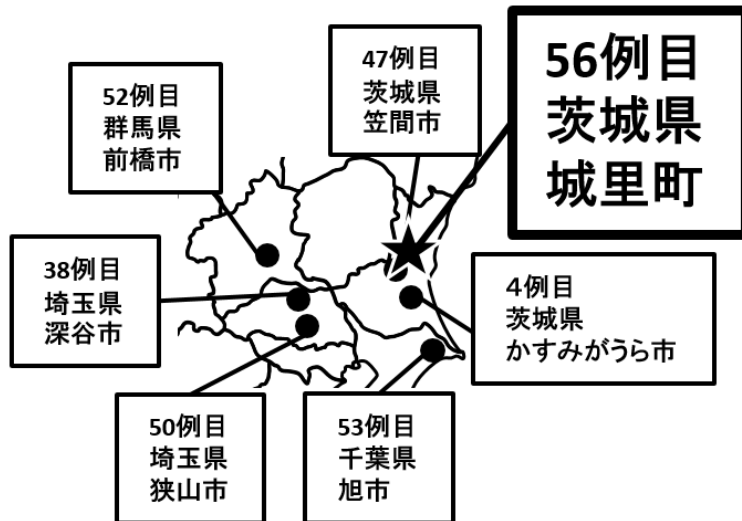 47例目
茨城県
笠間市
56例目
茨城県
城里町
52例目
群馬県
前橋市
38例目
埼玉県
深谷市
４例目
茨城県
かすみがうら市
50例目
埼玉県
狭山市
53例目
千葉県
旭市